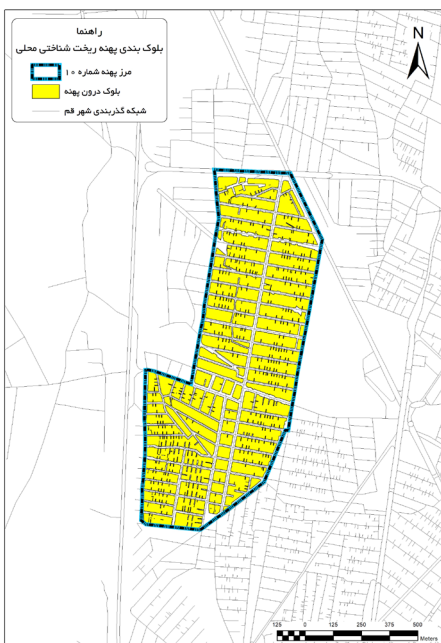 راهنما
بلوک بندی پهنه ریخت شناختی محلی
مرز پهنه شماره ۱۰
بلوک درون پهنه
شبکه گذربندی شهر قم
N
125 0 125 250 375 500
Meters